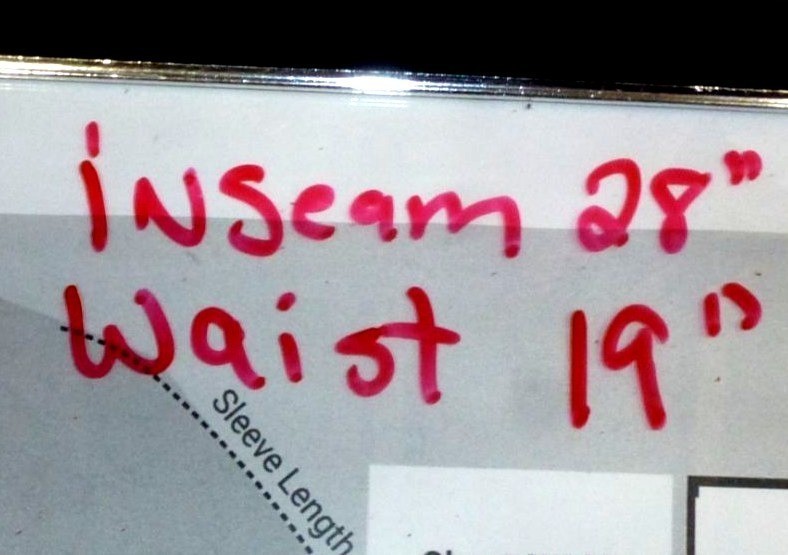 inseam 28"
Waist 19"
Sleeve Length